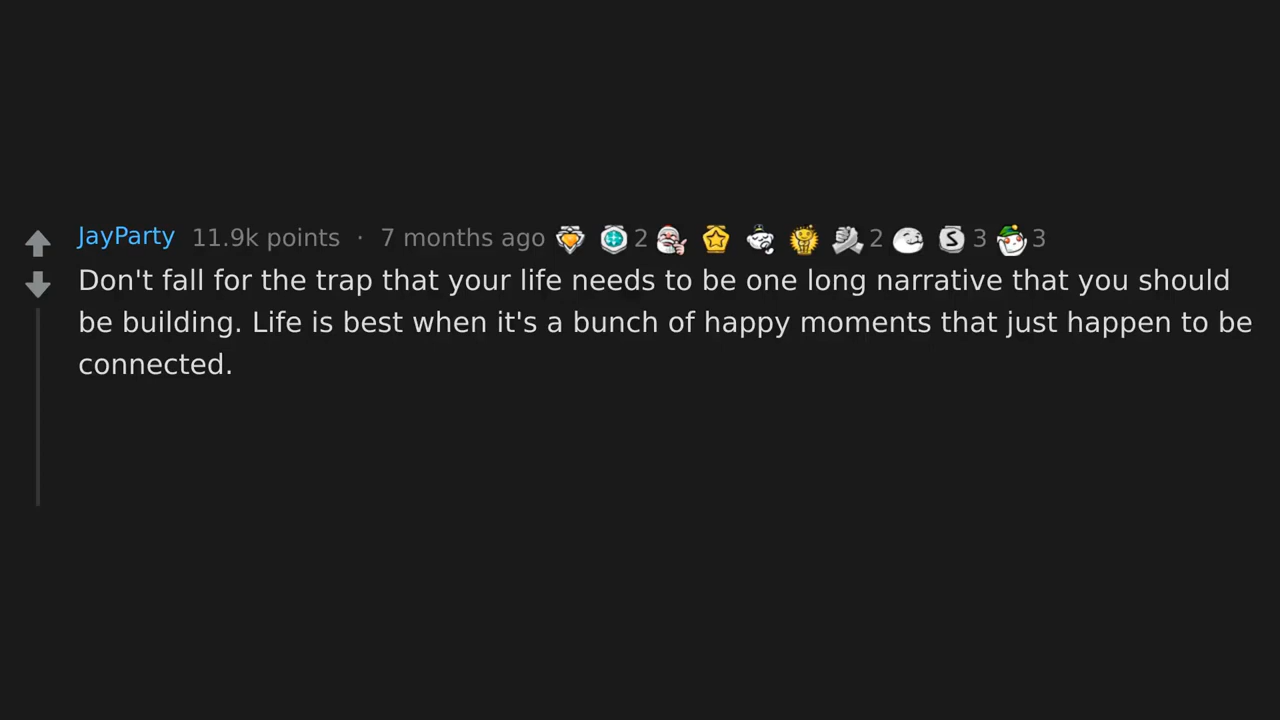 JayParty 11.9k points · 7 months ago 2 2 S 3 3
Don't fall for the trap that your life needs to be one long narrative that you should
be building. Life is best when it's a bunch of happy moments that just happen to be
connected.